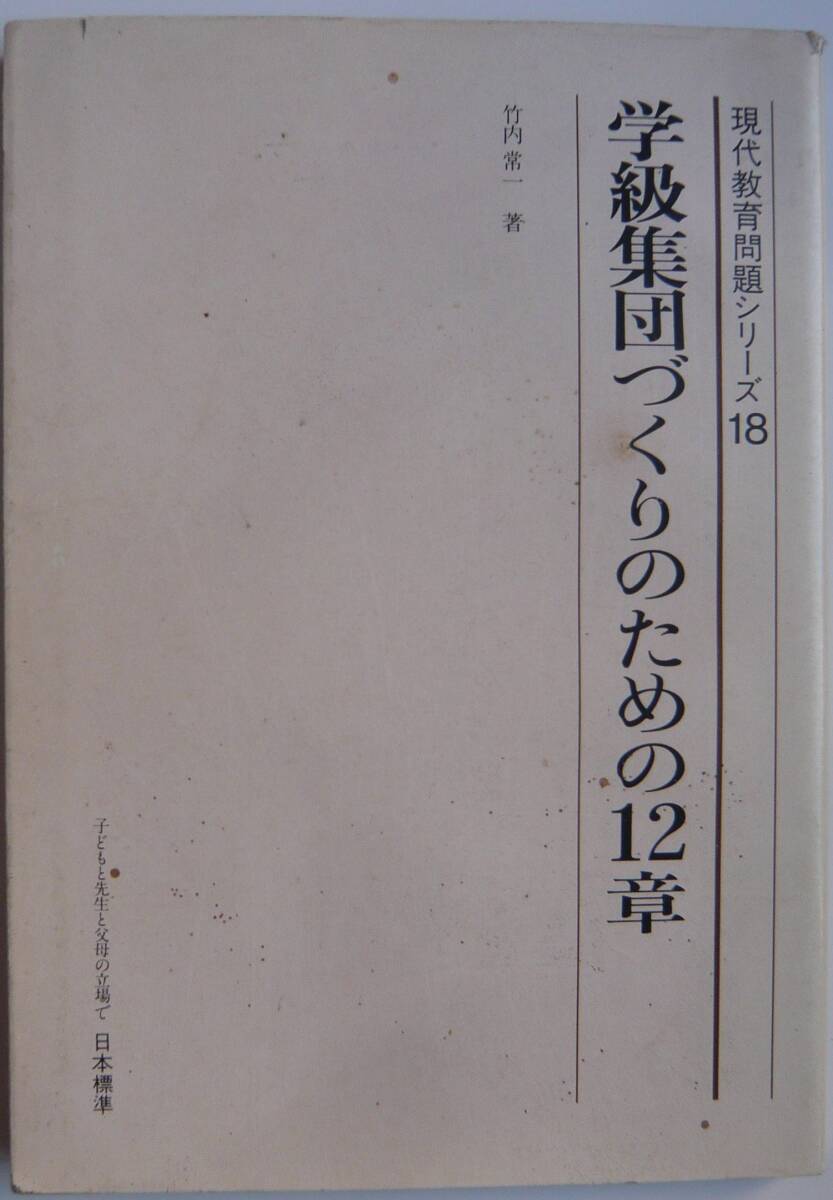 現代教育問題シリーズ18
学級集団づくりのための12章
竹内常一 著
子どもと先生と父母の立場で 日本標準